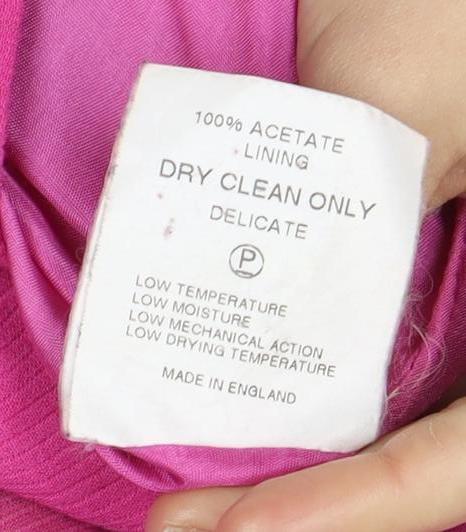 100% ACETATE
LINING
DRY CLEAN ONLY
DELICATE
P
LOW TEMPERATURE
LOW MOISTURE
LOW MECHANICAL ACTION
LOW DRYING TEMPERATURE
MADE IN ENGLAND